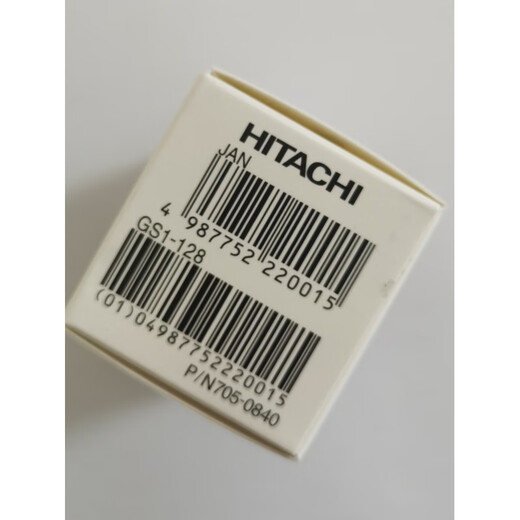 HITACHI
JAN
4 987752 220015
GS1-128
(01)04987752220015
P/N705-0840